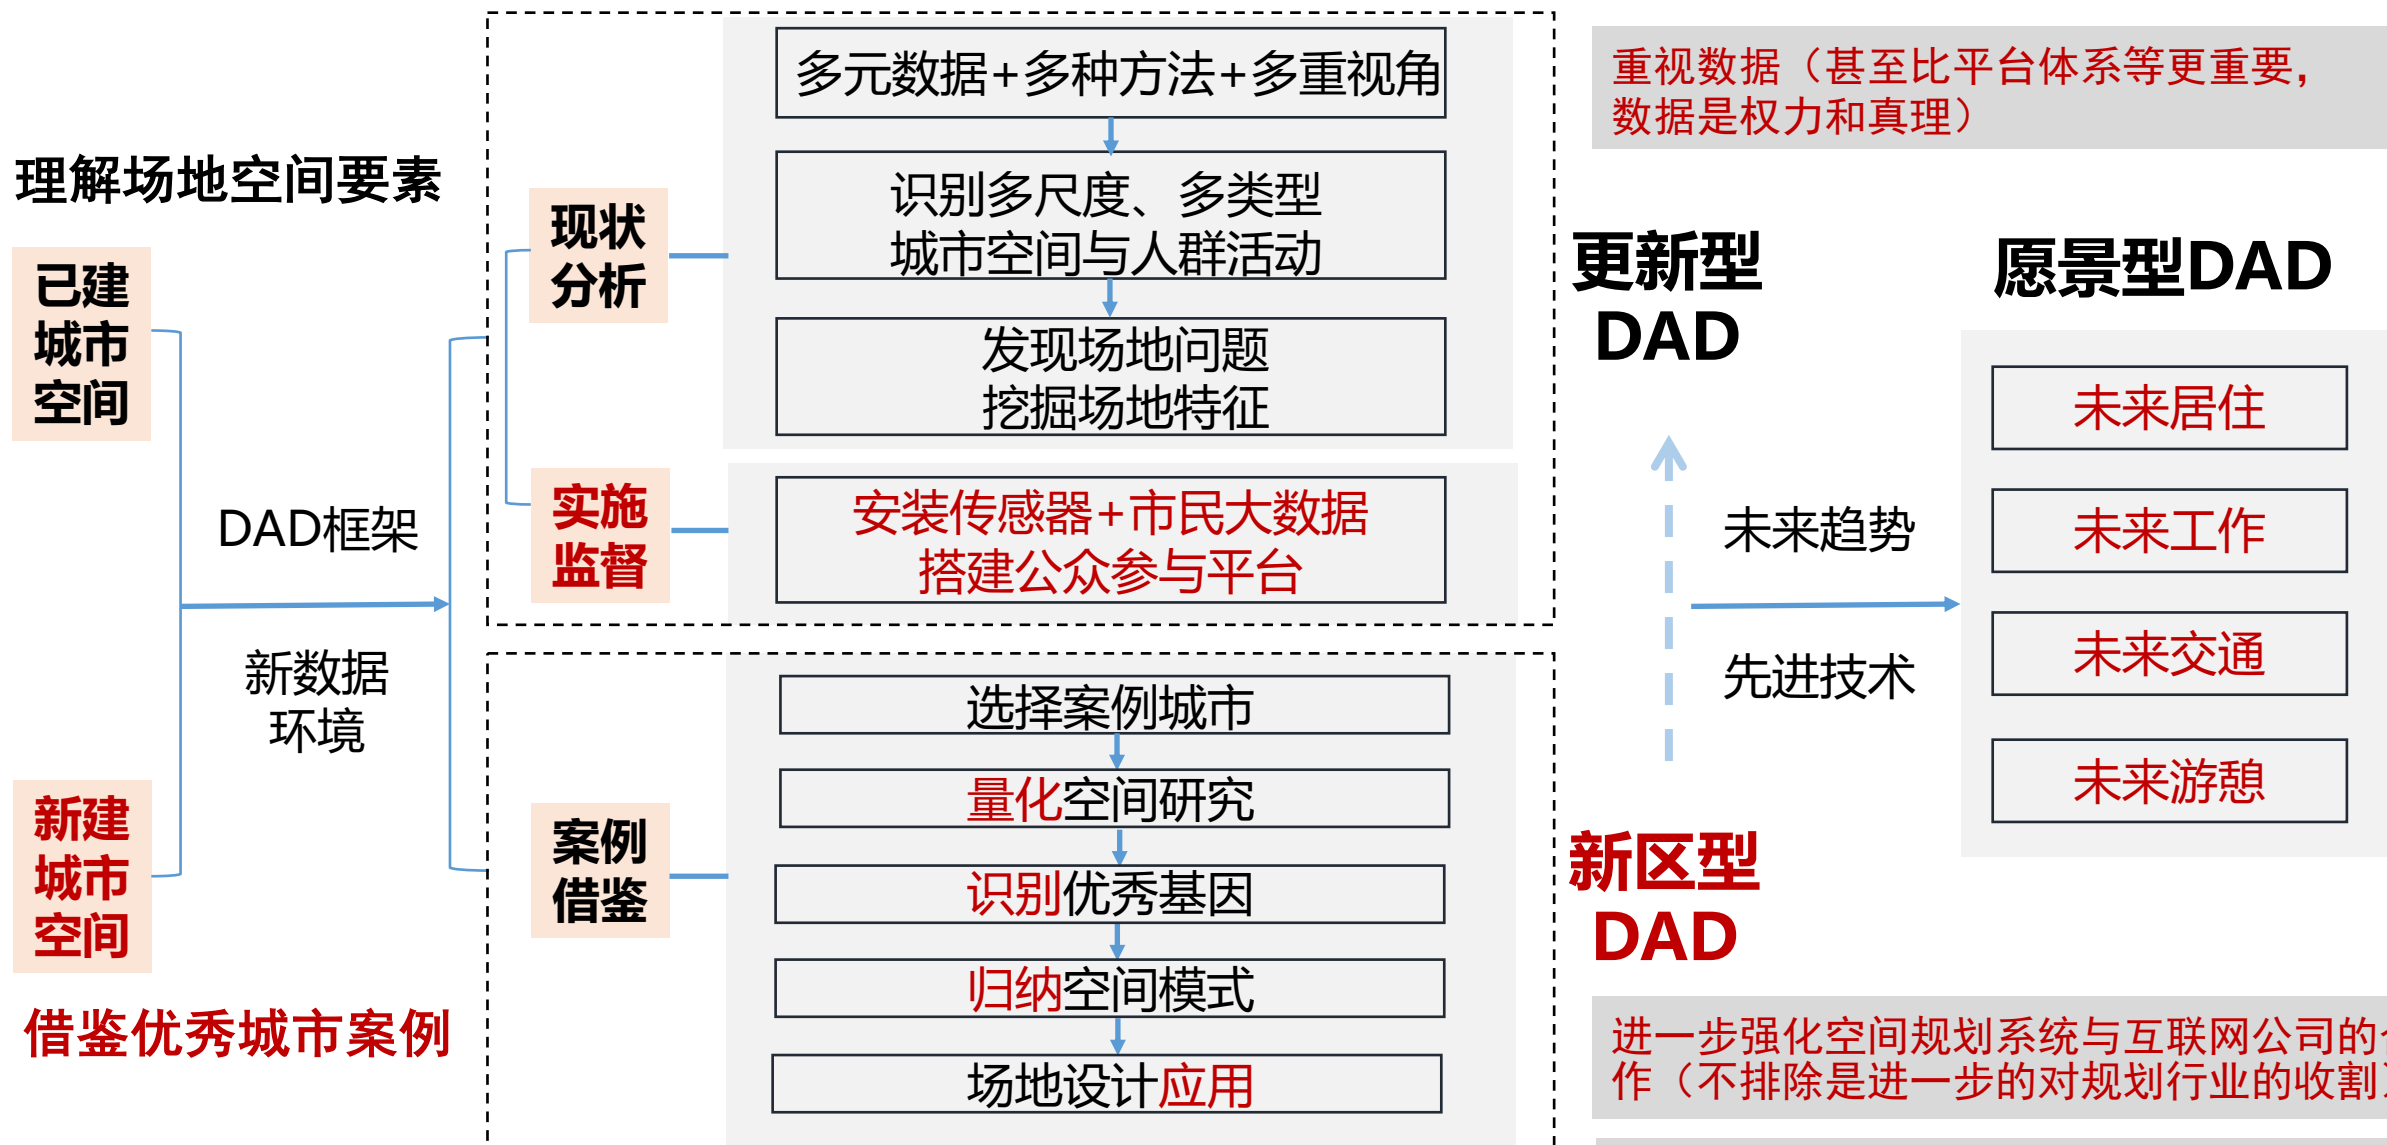 理解场地空间要素
已建
城市
空间
DAD框架
新数据
环境
新建
城市
空间
借鉴优秀城市案例
现状
分析
多元数据+多种方法+多重视角
识别多尺度、多类型
城市空间与人群活动
发现场地问题
挖掘场地特征
实施
监督
安装传感器+市民大数据
搭建公众参与平台
案例
借鉴
选择案例城市
量化空间研究
识别优秀基因
归纳空间模式
场地设计应用
重视数据（甚至比平台体系等更重要，
数据是权力和真理）
更新型
DAD
愿景型DAD
未来趋势
先进技术
未来居住
未来工作
未来交通
未来游憩
新区型
DAD
进一步强化空间规划系统与互联网公司的
作（不排除是进一步的对规划行业的收割）